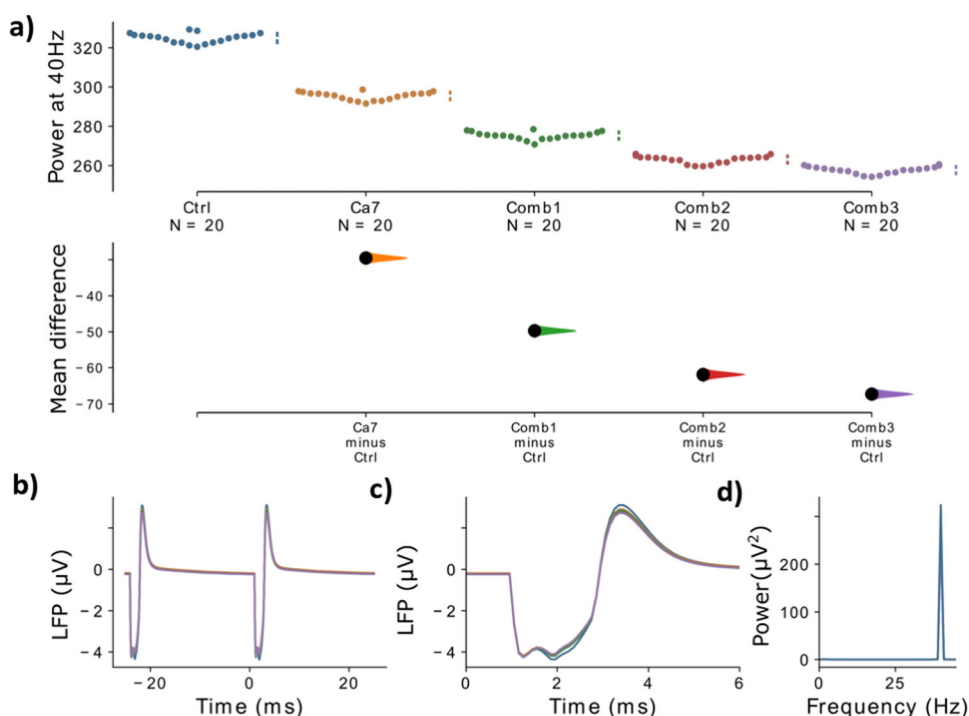 a)
Power at 40Hz
320
300
280
260
Ctrl
N = 20
Ca7
N = 20
Comb1
N = 20
Comb2
N = 20
Comb3
N = 20
Mean difference
−40
−50
−60
−70
Ca7
minus
Ctrl
Comb1
minus
Ctrl
Comb2
minus
Ctrl
Comb3
minus
Ctrl
b)
LFP (μV)
0
−2
−4
−20
0
20
Time (ms)
c)
LFP (μV)
0
−2
−4
0
2
4
6
Time (ms)
d)
Power(μV²)
200
100
0
0
25
Frequency (Hz)